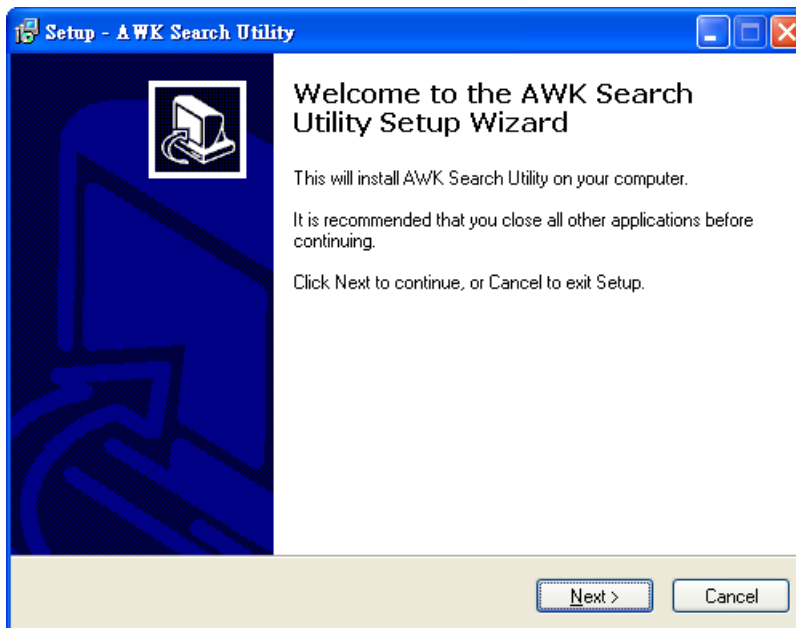 Setup - AWK Search Utility
Welcome to the AWK Search
Utility Setup Wizard
This will install AWK Search Utility on your computer.
It is recommended that you close all other applications before
continuing.
Click Next to continue, or Cancel to exit Setup.
Next >
Cancel